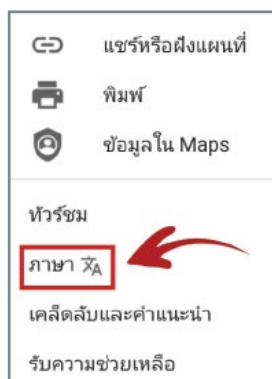 แชร์หรือฝังแผนที่
พิมพ์
ข้อมูลใน Maps
ทัวร์ชม
ภาษา
เคล็ดลับและคำแนะนำ
รับความช่วยเหลือ